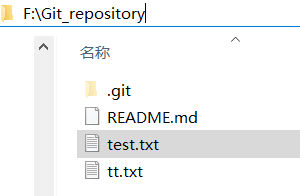 F:\Git_repository
名称
.git
README.md
test.txt
tt.txt